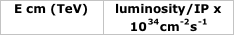 E cm (TeV)
luminosity/IP x
10³⁴cm⁻²s⁻¹